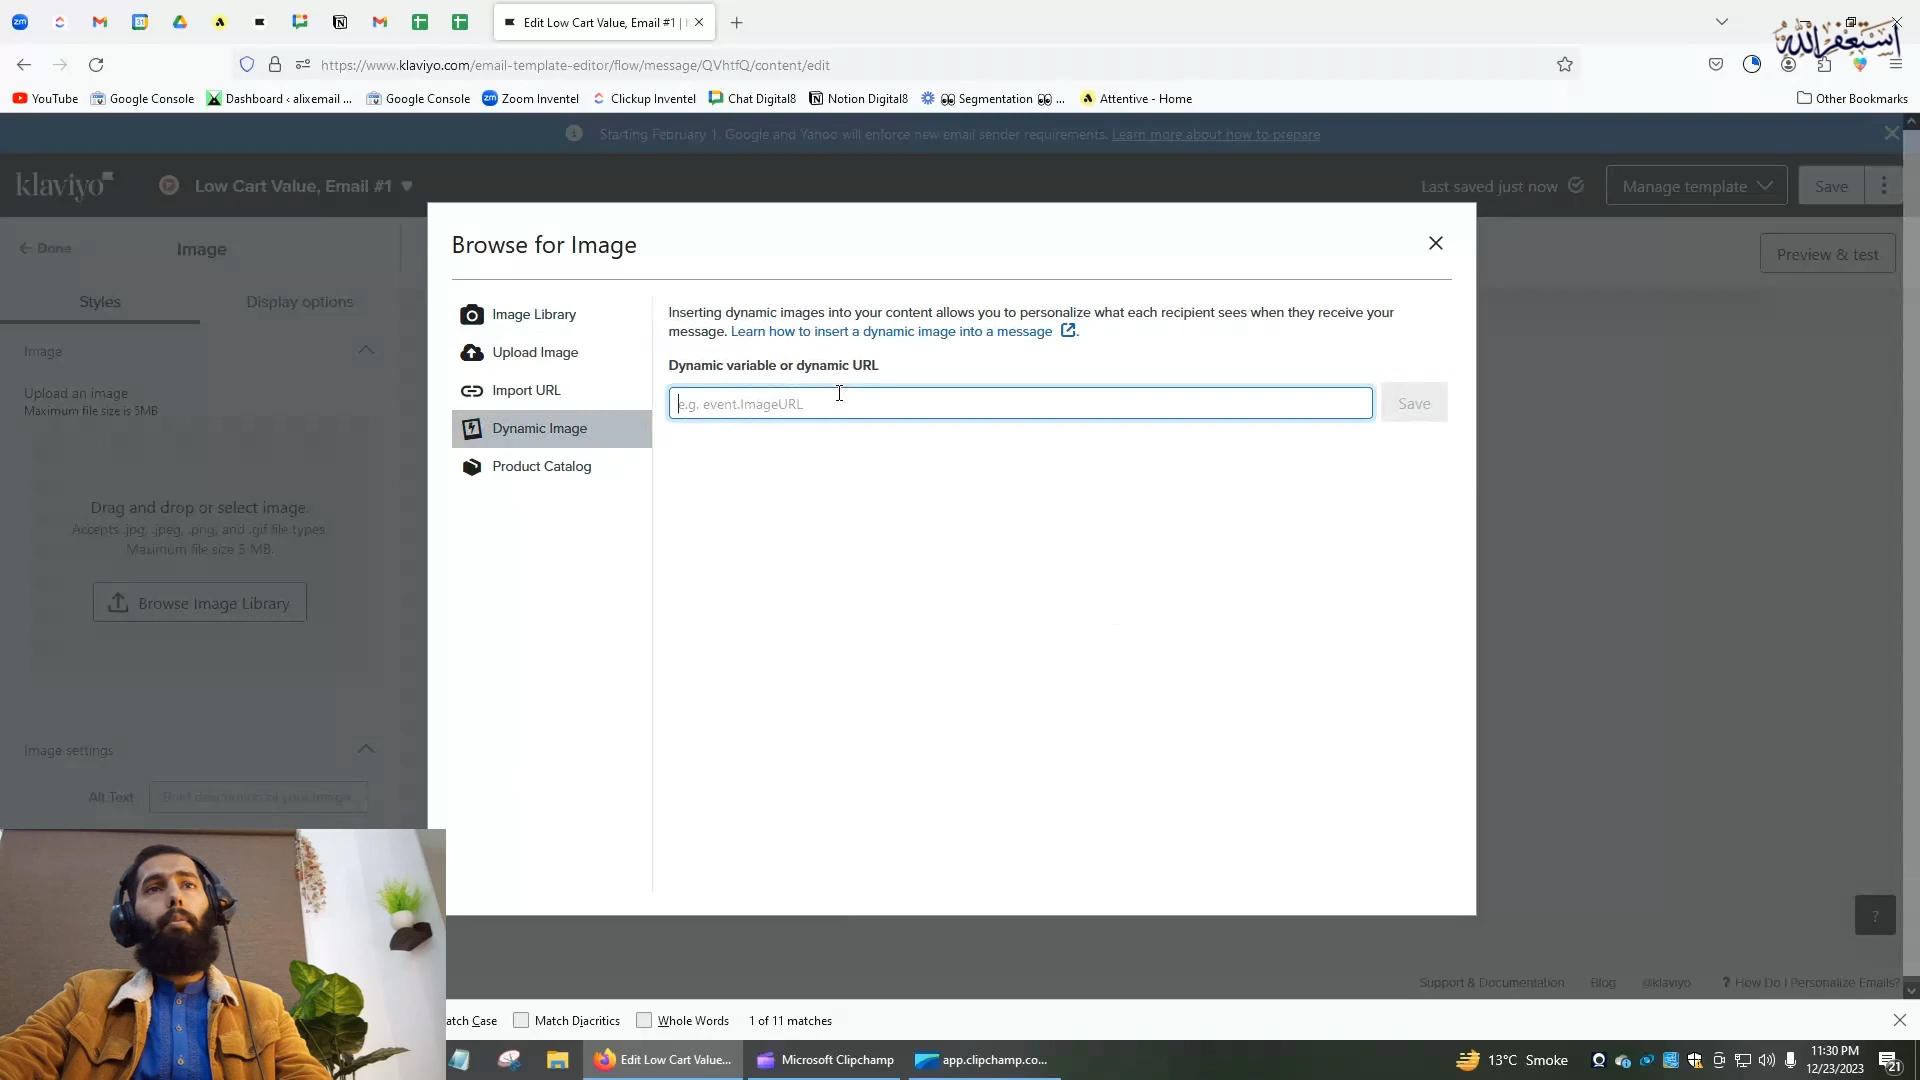 Edit Low Cart Value, Email #1 |
أستغفر الله
https://www.klaviyo.com/email-template-editor/flow/message/QVhtfQ/content/edit
YouTube
Google Console
Dashboard ‹ alixemail ...
Google Console
Zoom Inventel
Clickup Inventel
Chat Digital8
Notion Digital8
Segmentation ...
Attentive - Home
Other Bookmarks
Starting February 1, Google and Yahoo will enforce new email sender requirements. Learn more about how to prepare
klaviyo
Low Cart Value, Email #1
Last saved just now
Manage template
Save
Done
Image
Preview & test
Browse for Image
Styles
Display options
Image
Upload an image
Maximum file size is 5MB
Drag and drop or select image.
Accepts .jpg, .jpeg, .png, and .gif file types.
Maximum file size 5 MB.
Browse Image Library
Image settings
Alt Text
Brief description of your image...
Image Library
Upload Image
Import URL
Dynamic Image
Product Catalog
Inserting dynamic images into your content allows you to personalize what each recipient sees when they receive your
message. Learn how to insert a dynamic image into a message .
Dynamic variable or dynamic URL
e.g. event.ImageURL
Save
?
Support & Documentation
Blog
@klaviyo
? How Do I Personalize Emails?
atch Case
Match Diacritics
Whole Words
1 of 11 matches
Edit Low Cart Value...
Microsoft Clipchamp
app.clipchamp.co...
13°C Smoke
11:30 PM
12/23/2023
21